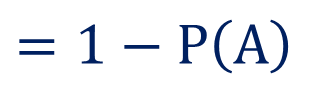 = 1 − P(A)